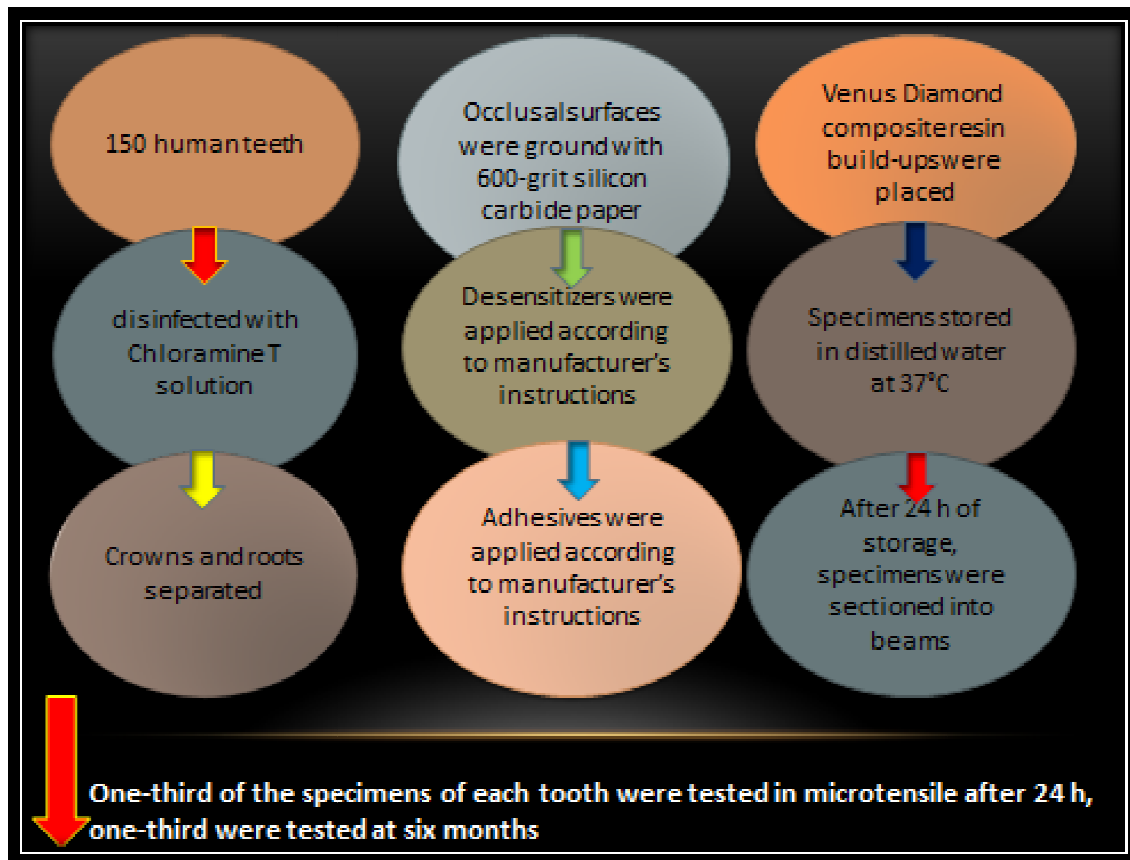 150 human teeth
disinfected with
Chloramine T
solution
Crowns and roots
separated
Occlusal surfaces
were ground with
600-grit silicon
carbide paper
Desensitizers were
applied according
to manufacturer's
instructions
Adhesives were
applied according
to manufacturer's
instructions
Venus Diamond
composite resin
build-ups were
placed
Specimens stored
in distilled water
at 37°C
After 24 h of
storage,
specimens were
sectioned into
beams
One-third of the specimens of each tooth were tested in microtensile after 24 h,
one-third were tested at six months